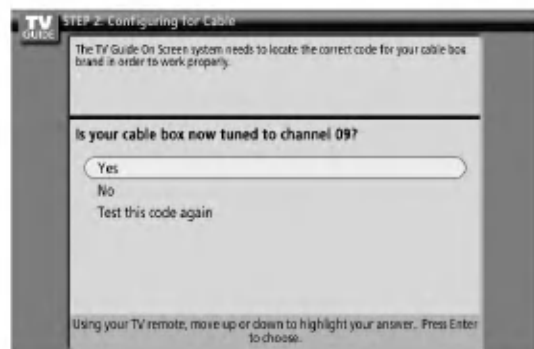 TV
GUIDE
STEP 2: Configuring for Cable
The TV Guide On Screen system needs to locate the correct code for your cable box
brand in order to work properly.
Is your cable box now tuned to channel 09?
Yes
No
Test this code again
Using your TV remote, move up or down to highlight your answer. Press Enter
to choose.